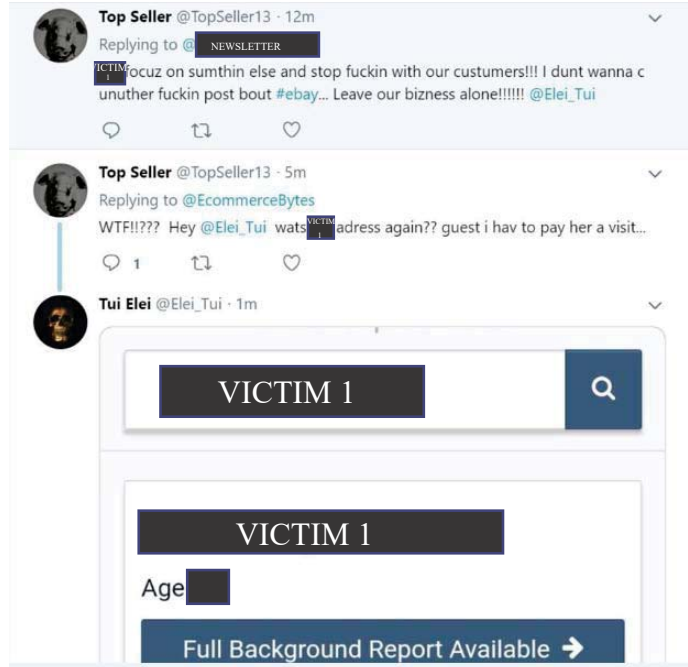 Top Seller @TopSeller13 · 12m
Replying to @ NEWSLETTER
VICTIM 1 focuz on sumthin else and stop fuckin with our custumers!!! I dunt wanna c
unuther fuckin post bout #ebay... Leave our bizness alone!!!!!! @Elei_Tui
Top Seller @TopSeller13 · 5m
Replying to @EcommerceBytes
WTF!!??? Hey @Elei_Tui wats VICTIM 1 adress again?? guest i hav to pay her a visit...
1
Tui Elei @Elei_Tui · 1m
VICTIM 1
VICTIM 1
Age
Full Background Report Available →